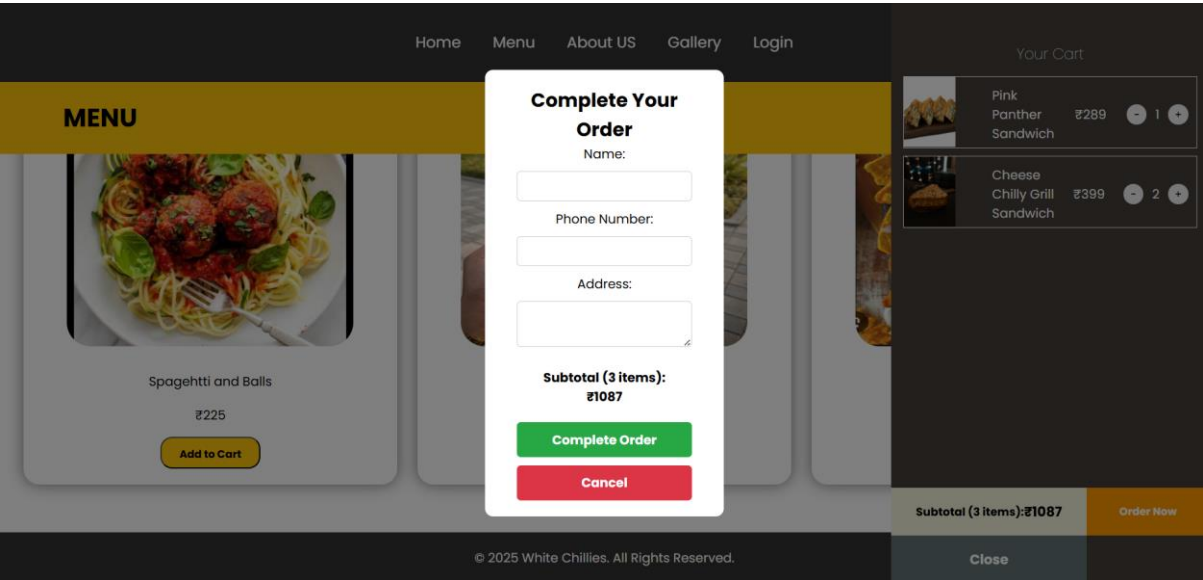 Home Menu About US Gallery Login
MENU
Spagehtti and Balls
₹225
Add to Cart
Complete Your
Order
Name:
Phone Number:
Address:
Subtotal (3 items):
₹1087
Complete Order
Cancel
Your Cart
Pink
Panther
Sandwich
₹289
- 1 +
Cheese
Chilly Grill
Sandwich
₹399
- 2 +
Subtotal (3 items):₹1087
Order Now
Close
© 2025 White Chillies. All Rights Reserved.